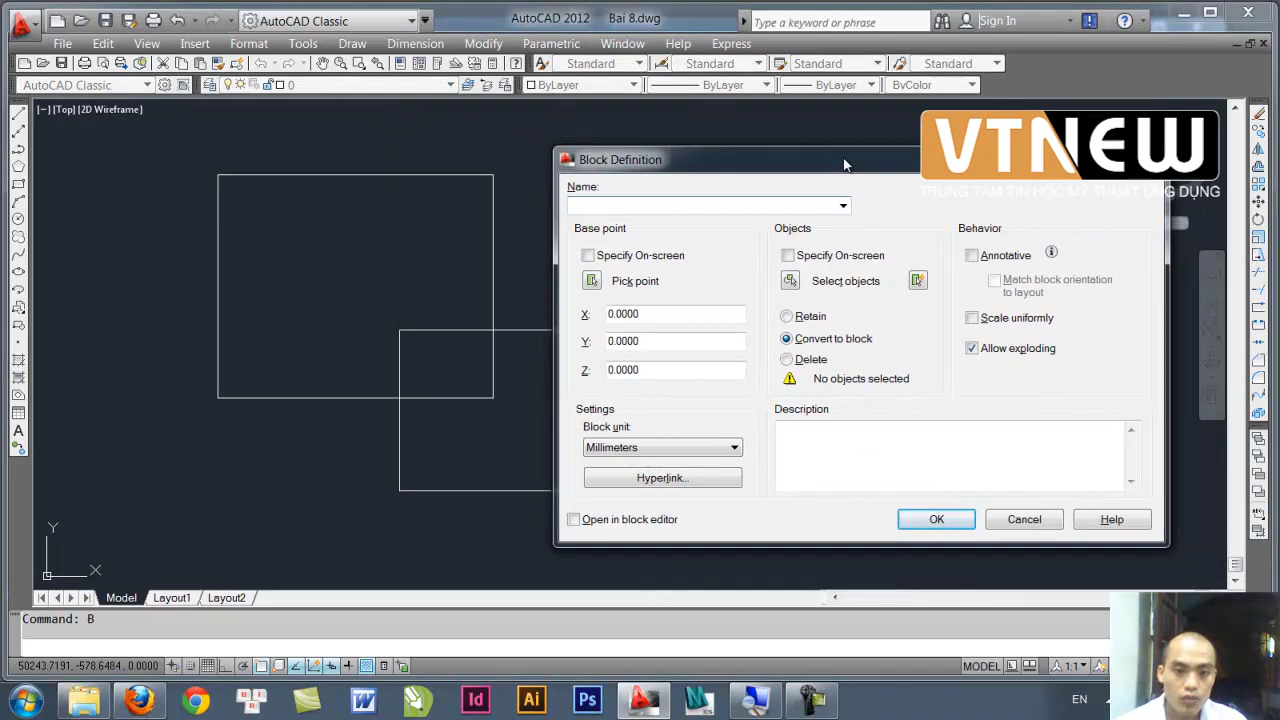 AutoCAD Classic
AutoCAD 2012 Bai 8.dwg
Type a keyword or phrase
Sign In
File Edit View Insert Format Tools Draw Dimension Modify Parametric Window Help Express
Standard Standard Standard Standard
AutoCAD Classic 0 ByLayer ByLayer ByLayer ByColor
[−] [Top] [2D Wireframe]
VTNEW
TRUNG TÂM TIN HỌC MỸ THUẬT ỨNG DỤNG
Block Definition
Name:
Base point
Specify On-screen
Pick point
X: 0.0000
Y: 0.0000
Z: 0.0000
Objects
Specify On-screen
Select objects
Retain
Convert to block
Delete
No objects selected
Behavior
Annotative
Match block orientation
to layout
Scale uniformly
Allow exploding
Settings
Block unit:
Millimeters
Hyperlink...
Description
Open in block editor
OK Cancel Help
Y
X
Model Layout1 Layout2
Command: B
50243.7191, -578.6484, 0.0000
MODEL
1:1
W Id Ai Ps
EN